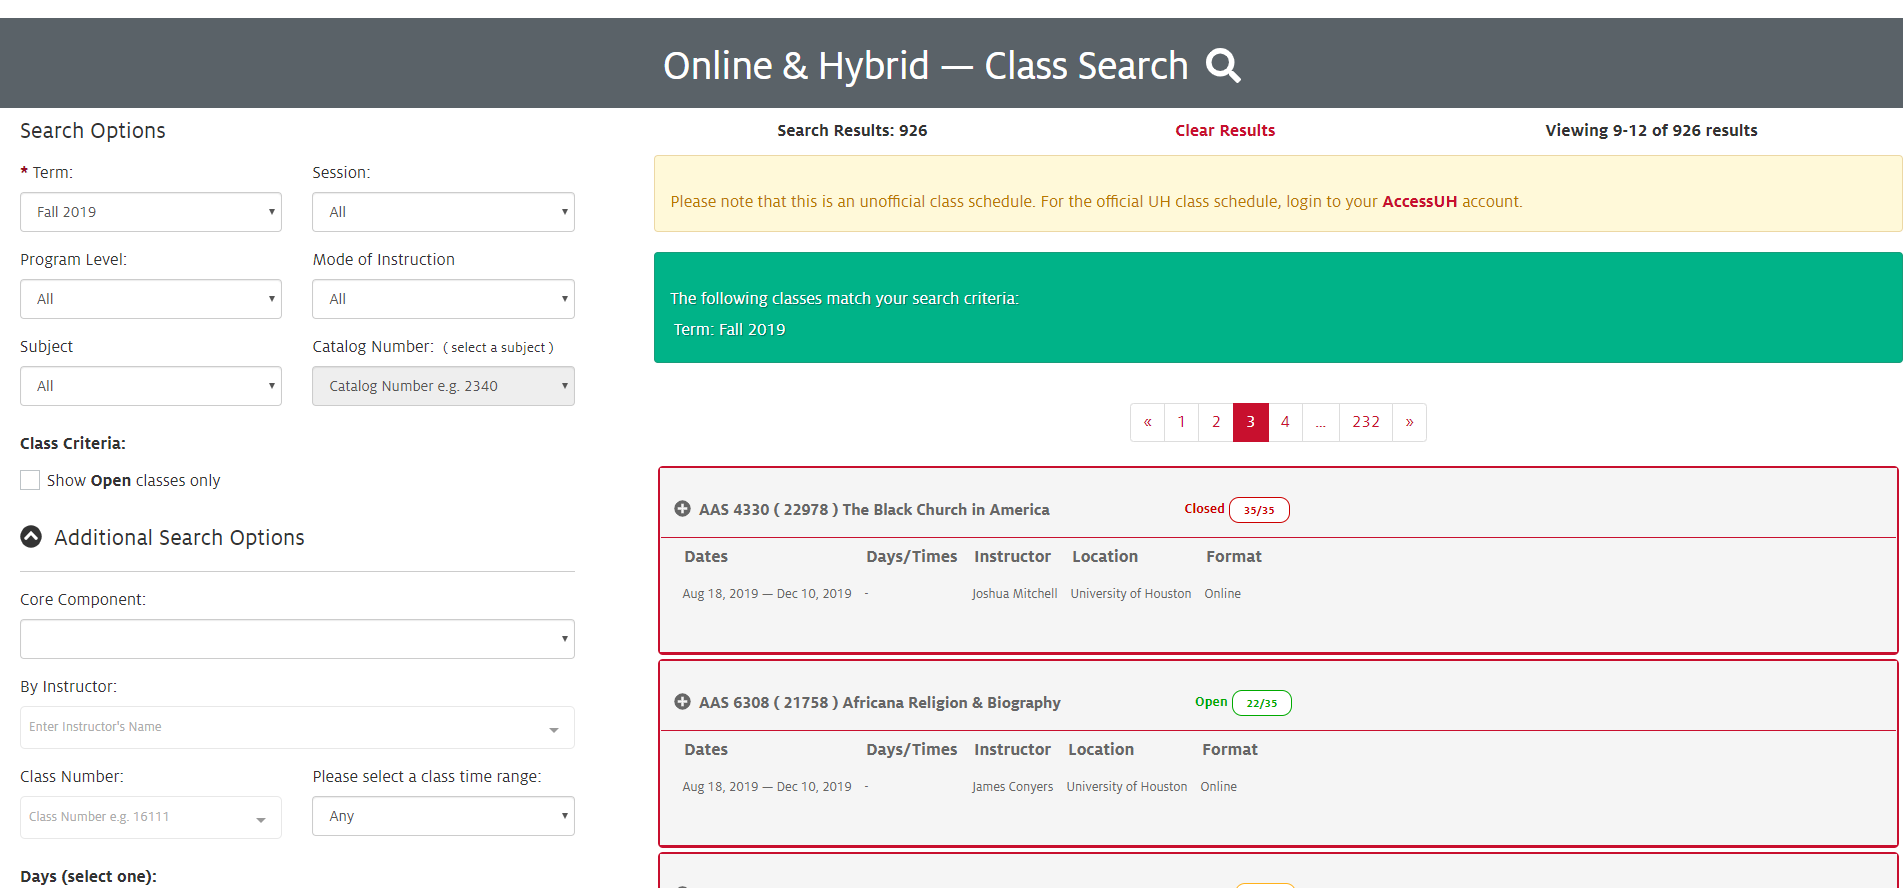 Online & Hybrid — Class Search
Search Options
* Term:
Session:
Fall 2019
All
Program Level:
Mode of Instruction
All
All
Subject
Catalog Number: ( select a subject )
All
Catalog Number e.g. 2340
Class Criteria:
Show Open classes only
Additional Search Options
Core Component:
By Instructor:
Enter Instructor's Name
Class Number:
Please select a class time range:
Class Number e.g. 16111
Any
Days (select one):
Search Results: 926
Clear Results
Viewing 9-12 of 926 results
Please note that this is an unofficial class schedule. For the official UH class schedule, login to your AccessUH account.
The following classes match your search criteria:
Term: Fall 2019
« 1 2 3 4 ... 232 »
AAS 4330 ( 22978 ) The Black Church in America
Closed 35/35
Dates Days/Times Instructor Location Format
Aug 18, 2019 — Dec 10, 2019 - Joshua Mitchell University of Houston Online
AAS 6308 ( 21758 ) Africana Religion & Biography
Open 22/35
Dates Days/Times Instructor Location Format
Aug 18, 2019 — Dec 10, 2019 - James Conyers University of Houston Online